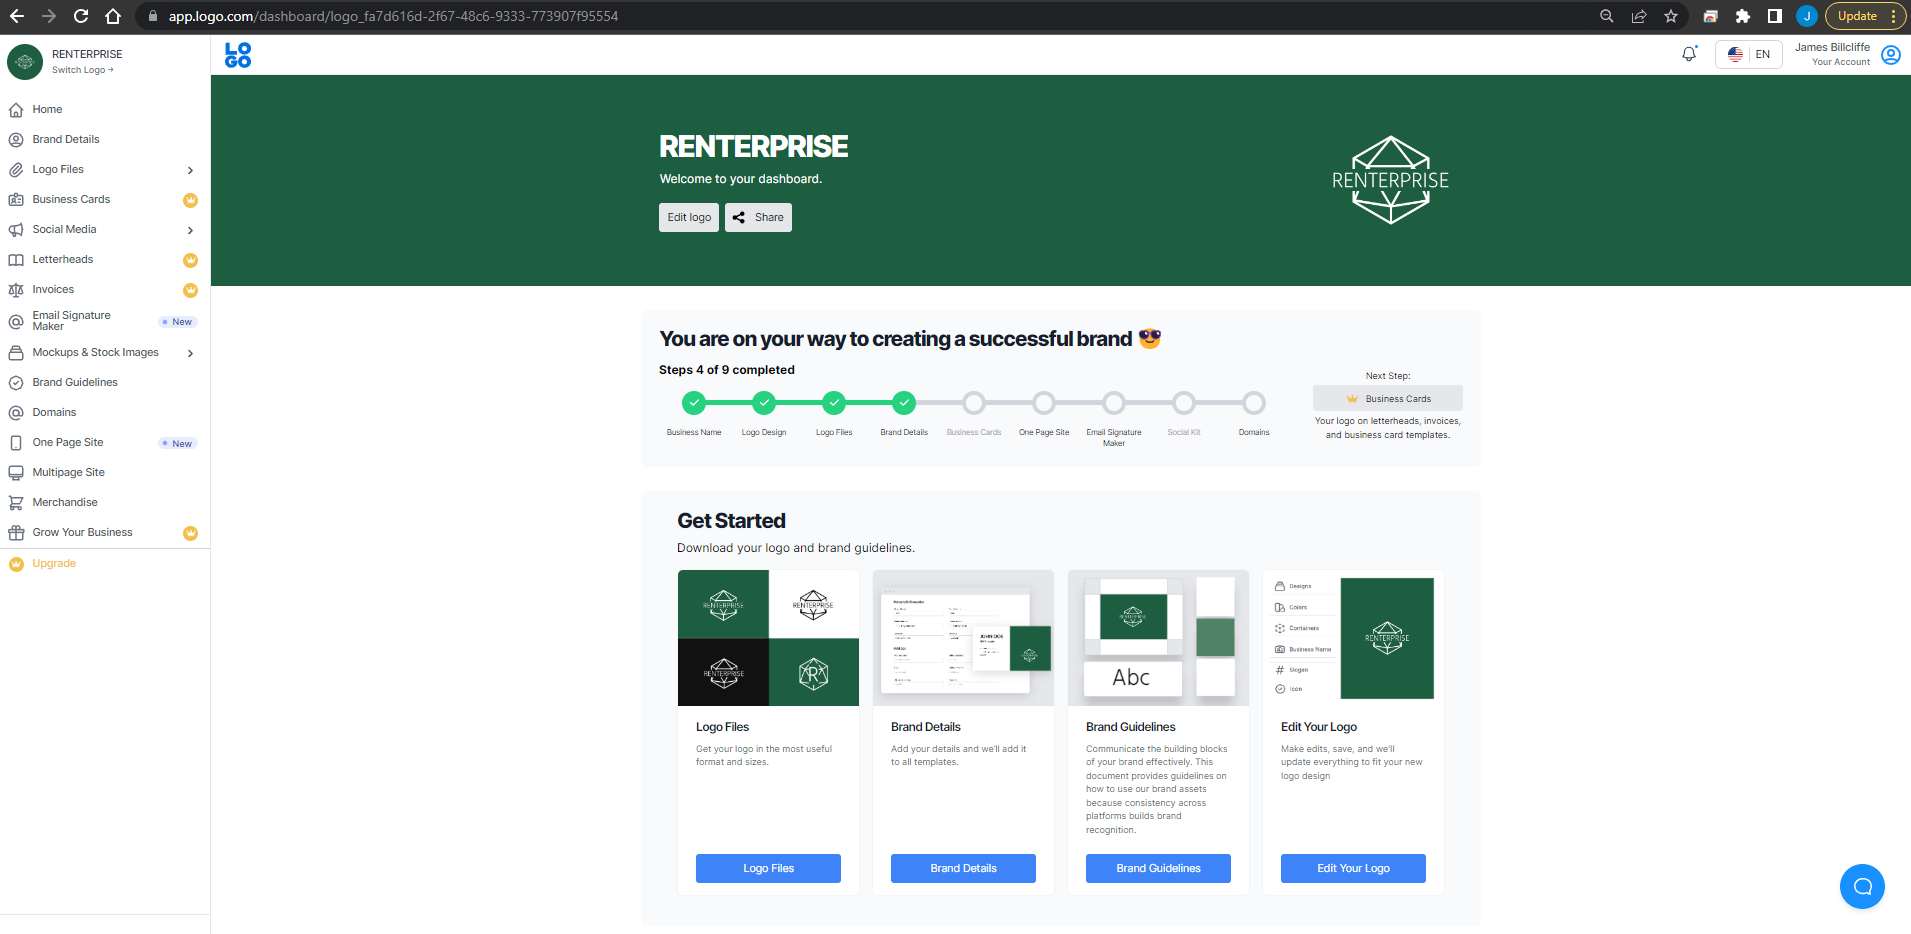 app.logo.com/dashboard/logo_fa7d616d-2f67-48c6-9333-773907f95554
J
Update
RENTERPRISE
Switch Logo →
LO
GO
EN
James Billcliffe
Your Account
Home
Brand Details
Logo Files
Business Cards
Social Media
Letterheads
Invoices
Email Signature
Maker
New
Mockups & Stock Images
Brand Guidelines
Domains
One Page Site
New
Multipage Site
Merchandise
Grow Your Business
Upgrade
RENTERPRISE
Welcome to your dashboard.
Edit logo
Share
RENTERPRISE
You are on your way to creating a successful brand 😎
Steps 4 of 9 completed
Business Name
Logo Design
Logo Files
Brand Details
Business Cards
One Page Site
Email Signature
Maker
Social Kit
Domains
Next Step:
Business Cards
Your logo on letterheads, invoices,
and business card templates.
Get Started
Download your logo and brand guidelines.
RENTERPRISE
RENTERPRISE
RENTERPRISE
R
Logo Files
Get your logo in the most useful
format and sizes.
Logo Files
JOHN DOE
Brand Details
Add your details and we'll add it
to all templates.
Brand Details
RENTERPRISE
Abc
Brand Guidelines
Communicate the building blocks
of your brand effectively. This
document provides guidelines on
how to use our brand assets
because consistency across
platforms builds brand
recognition.
Brand Guidelines
Designs
Colors
Containers
Business Name
Slogan
Icon
RENTERPRISE
Edit Your Logo
Make edits, save, and we'll
update everything to fit your new
logo design
Edit Your Logo